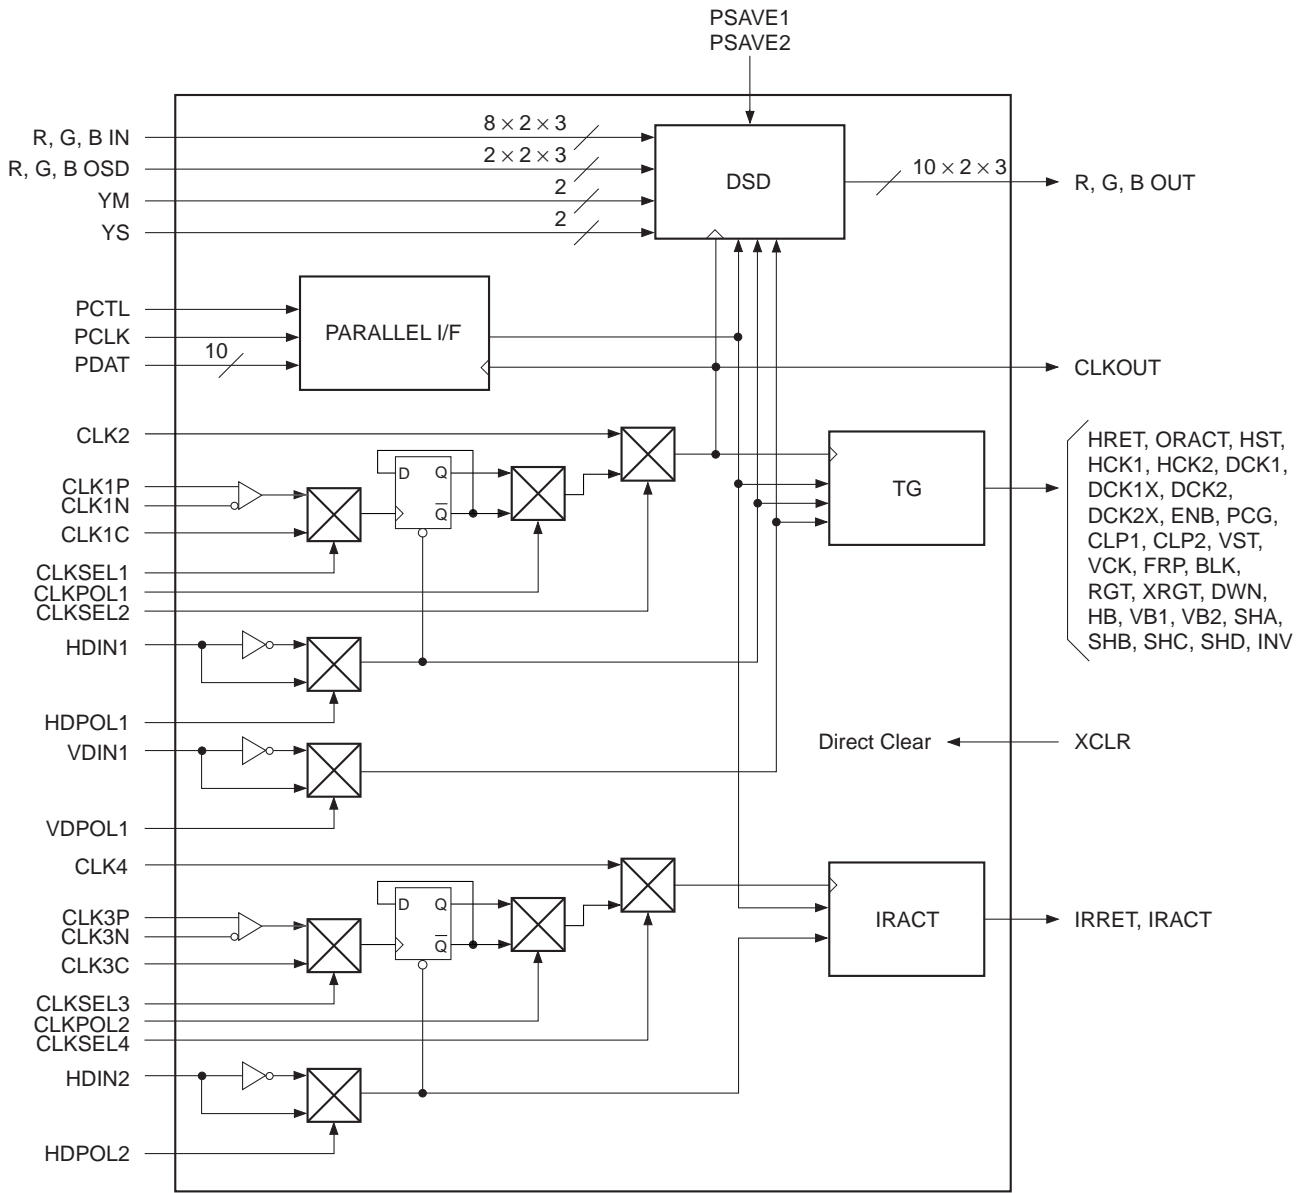 PSAVE1
PSAVE2
R, G, B IN
8 × 2 × 3
R, G, B OSD
2 × 2 × 3
YM
2
YS
2
DSD
10 × 2 × 3
R, G, B OUT
PCTL
PCLK
PDAT
10
PARALLEL I/F
CLKOUT
CLK2
CLK1P
CLK1N
CLK1C
CLKSEL1
CLKPOL1
CLKSEL2
D
Q
Q̅
TG
HRET, ORACT, HST,
HCK1, HCK2, DCK1,
DCK1X, DCK2,
DCK2X, ENB, PCG,
CLP1, CLP2, VST,
VCK, FRP, BLK,
RGT, XRGT, DWN,
HB, VB1, VB2, SHA,
SHB, SHC, SHD, INV
HDIN1
HDPOL1
VDIN1
VDPOL1
Direct Clear
XCLR
CLK4
CLK3P
CLK3N
CLK3C
CLKSEL3
CLKPOL2
CLKSEL4
D
Q
Q̅
IRACT
IRRET, IRACT
HDIN2
HDPOL2